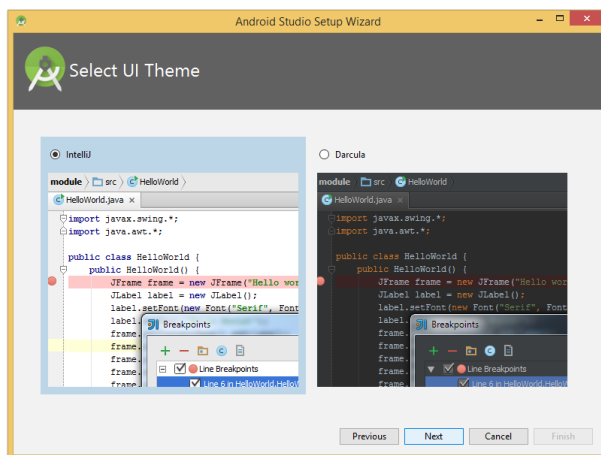 Android Studio Setup Wizard
Select UI Theme
IntelliJ
module src HelloWorld
HelloWorld.java ×
import javax.swing.*;
import java.awt.*;
public class HelloWorld {
public HelloWorld() {
JFrame frame = new JFrame("Hello wor
JLabel label = new JLabel();
label.setFont(new Font("Serif", Font
label.
frame.
frame.
frame.
frame.
Breakpoints
Line Breakpoints
Line 6 in HelloWorld.Hello
Darcula
module src HelloWorld
HelloWorld.java ×
import javax.swing.*;
import java.awt.*;
public class HelloWorld {
public HelloWorld() {
JFrame frame = new JFrame("Hello wor
JLabel label = new JLabel();
label.setFont(new Font("Serif", Font
label.
frame.
frame.
frame.
frame.
Breakpoints
Line Breakpoints
Line 6 in HelloWorld.Hello
Previous
Next
Cancel
Finish